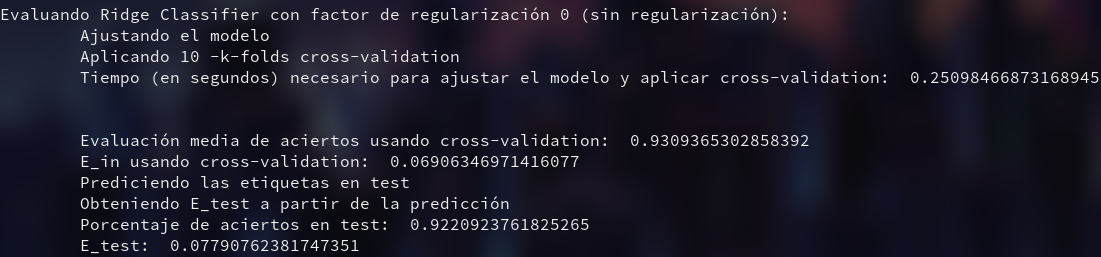 Evaluando Ridge Classifier con factor de regularización 0 (sin regularización):
Ajustando el modelo
Aplicando 10 -k-folds cross-validation
Tiempo (en segundos) necesario para ajustar el modelo y aplicar cross-validation:  0.25098466873168945
Evaluación media de aciertos usando cross-validation:  0.9309365302858392
E_in usando cross-validation:  0.06906346971416077
Prediciendo las etiquetas en test
Obteniendo E_test a partir de la predicción
Porcentaje de aciertos en test:  0.9220923761825265
E_test:  0.07790762381747351